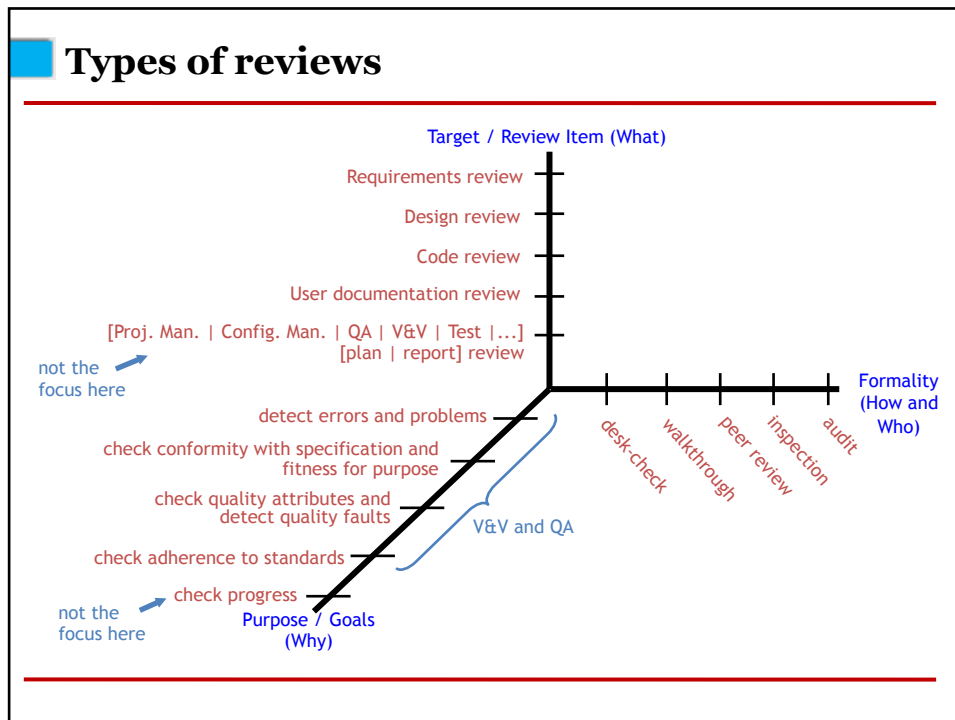 Types of reviews
Target / Review Item (What)
Requirements review
Design review
Code review
User documentation review
[Proj. Man. | Config. Man. | QA | V&V | Test |...]
[plan | report] review
not the
focus here
Formality
(How and
Who)
desk-check
walkthrough
peer review
inspection
audit
detect errors and problems
check conformity with specification and
fitness for purpose
check quality attributes and
detect quality faults
V&V and QA
check adherence to standards
check progress
not the
focus here
Purpose / Goals
(Why)